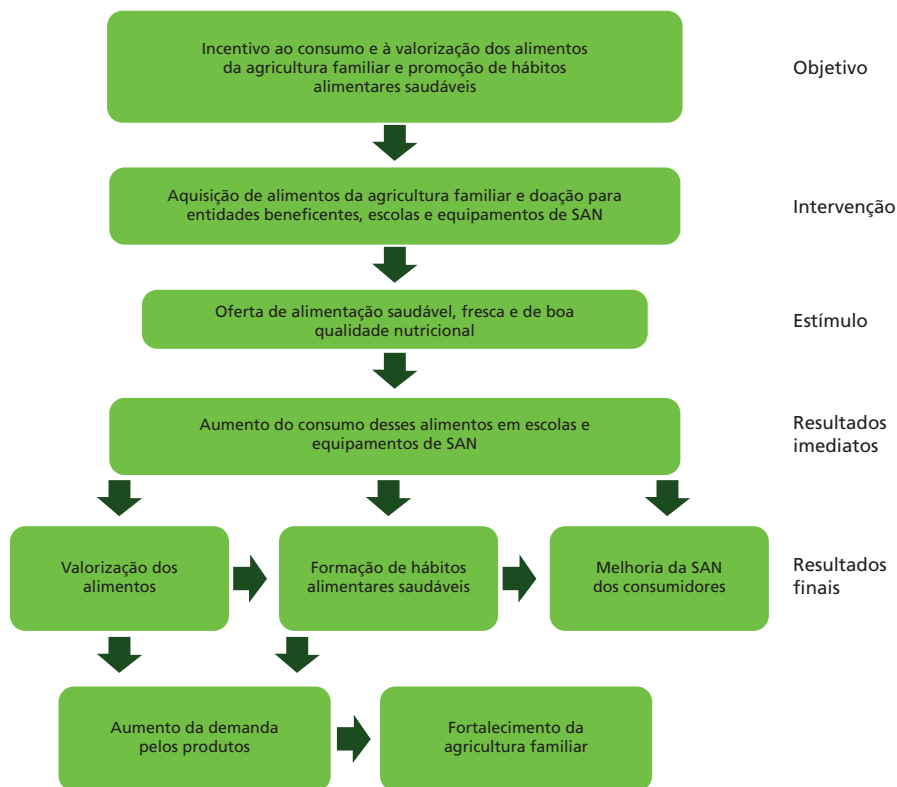 Incentivo ao consumo e à valorização dos alimentos
da agricultura familiar e promoção de hábitos
alimentares saudáveis
Objetivo
Aquisição de alimentos da agricultura familiar e doação para
entidades beneficentes, escolas e equipamentos de SAN
Intervenção
Oferta de alimentação saudável, fresca e de boa
qualidade nutricional
Estímulo
Aumento do consumo desses alimentos em escolas e
equipamentos de SAN
Resultados
imediatos
Valorização dos
alimentos
Formação de hábitos
alimentares saudáveis
Melhoria da SAN
dos consumidores
Resultados
finais
Aumento da demanda
pelos produtos
Fortalecimento da
agricultura familiar